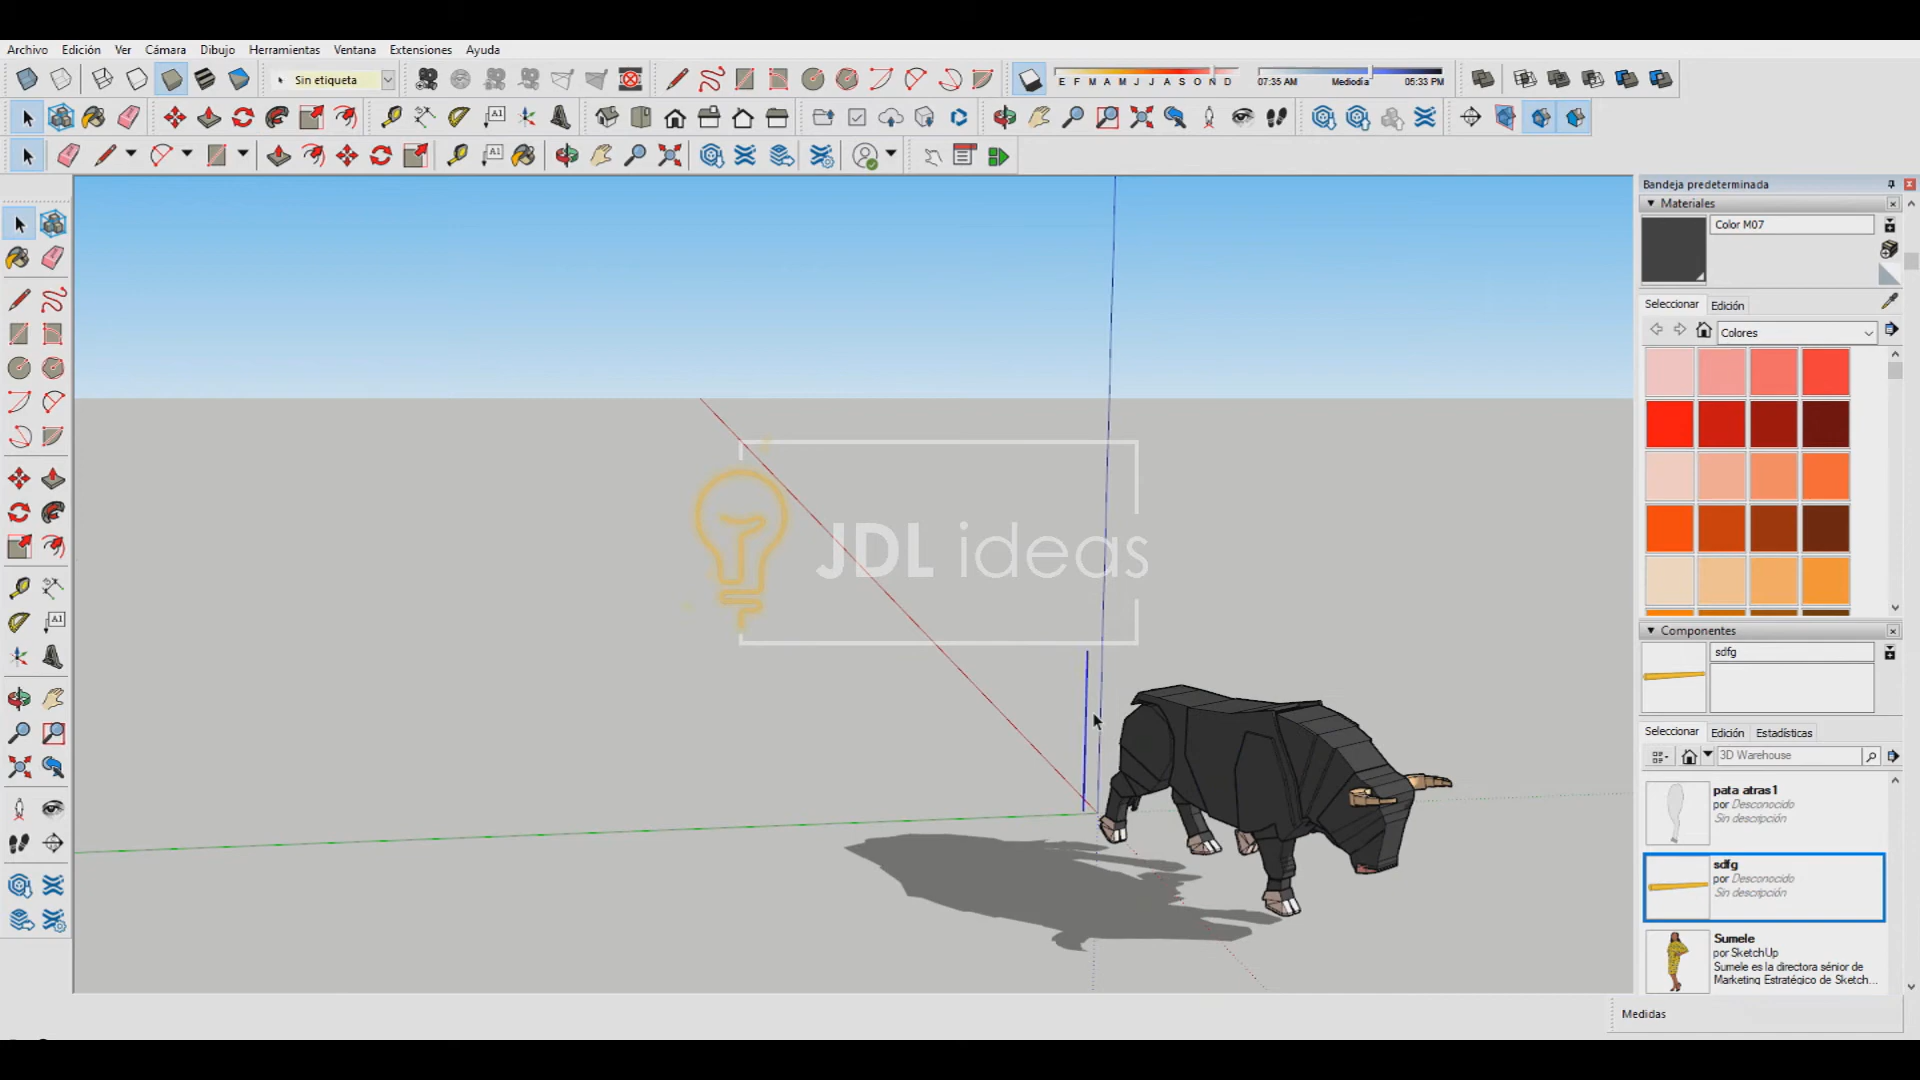 Archivo Edición Ver Cámara Dibujo Herramientas Ventana Extensiones Ayuda
Sin etiqueta
E F M A M J J A S O N D
07:35 AM Mediodía 05:33 PM
A1
A1
A1
Bandeja predeterminada
Materiales
Color M07
Seleccionar Edición
Colores
JDL ideas
Componentes
sdfg
Seleccionar Edición Estadísticas
3D Warehouse
pata atras1
por Desconocido
Sin descripción
sdfg
por Desconocido
Sin descripción
Sumele
por SketchUp
Sumele es la directora sénior de
Marketing Estratégico de Sketch...
Medidas